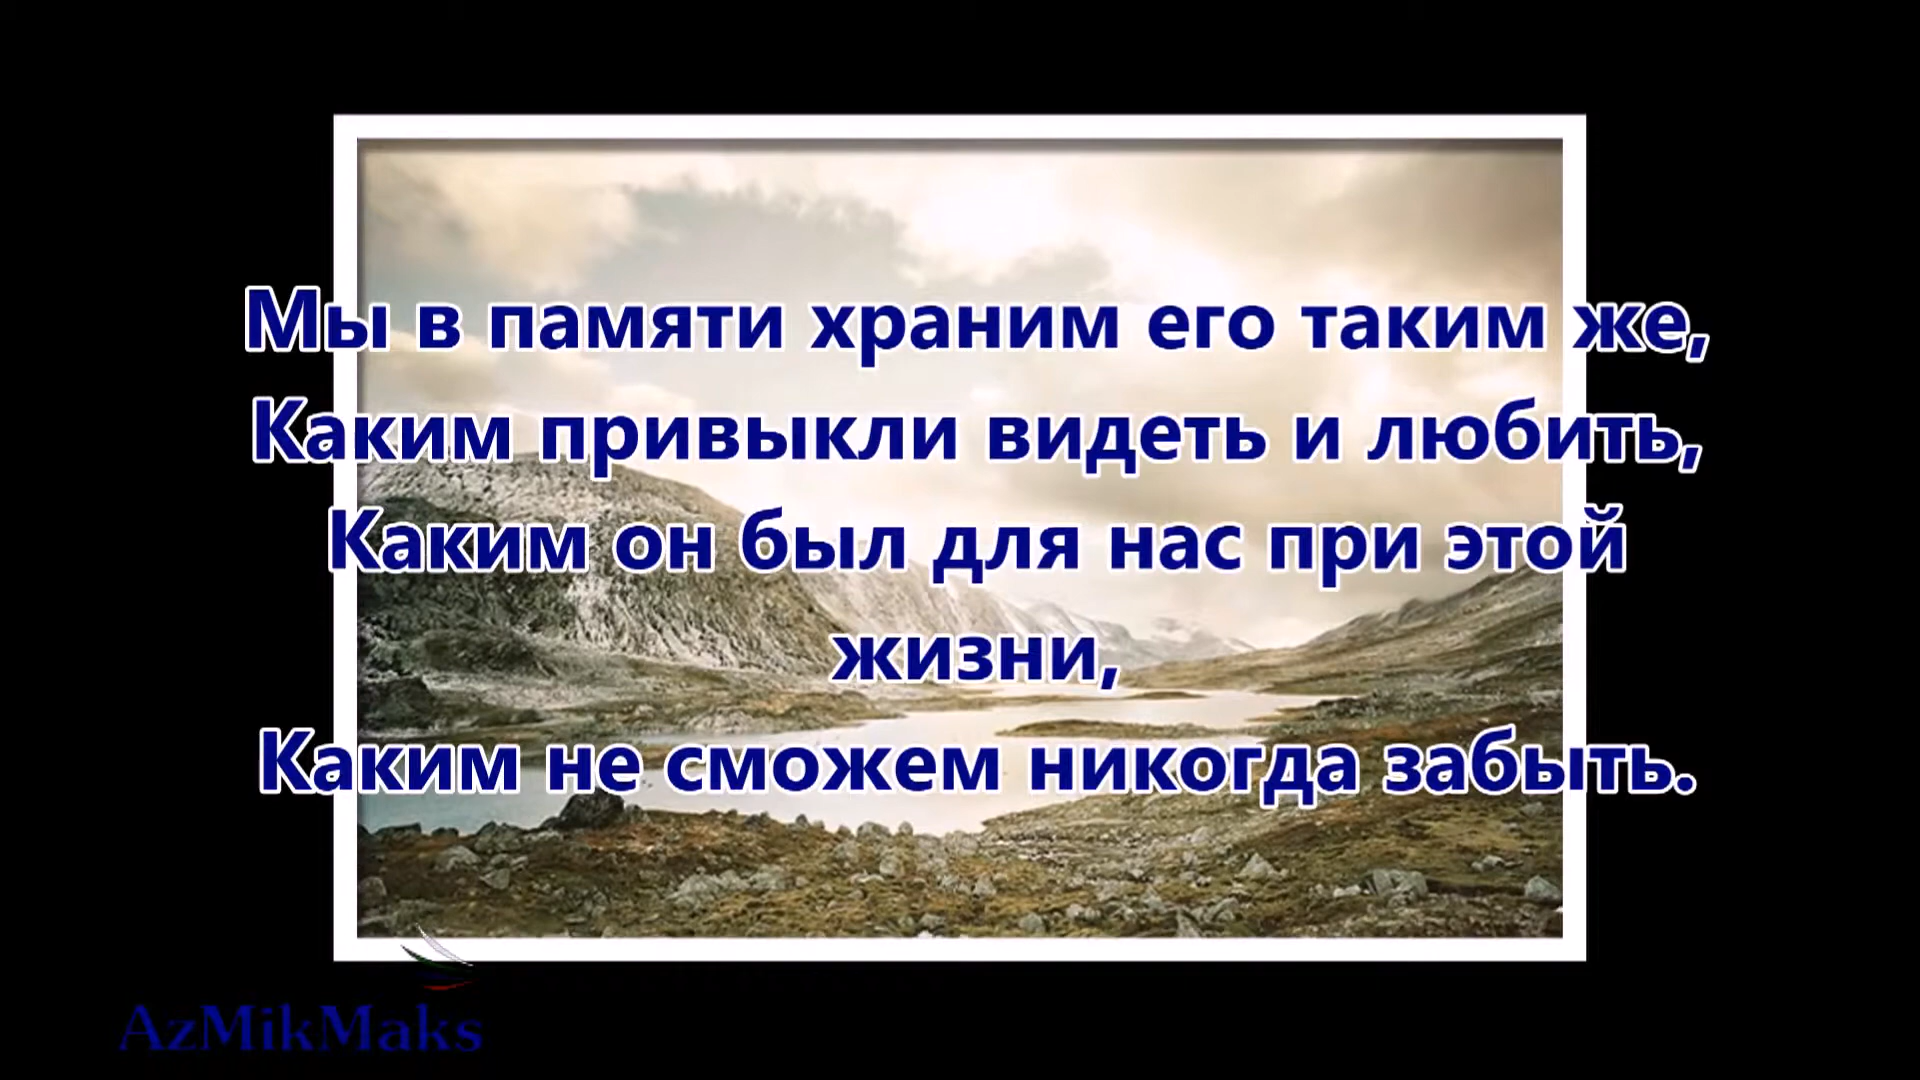 Мы в памяти храним его таким же,
Каким привыкли видеть и любить,
Каким он был для нас при этой
жизни,
Каким не сможем никогда забыть.
AzMikMaks